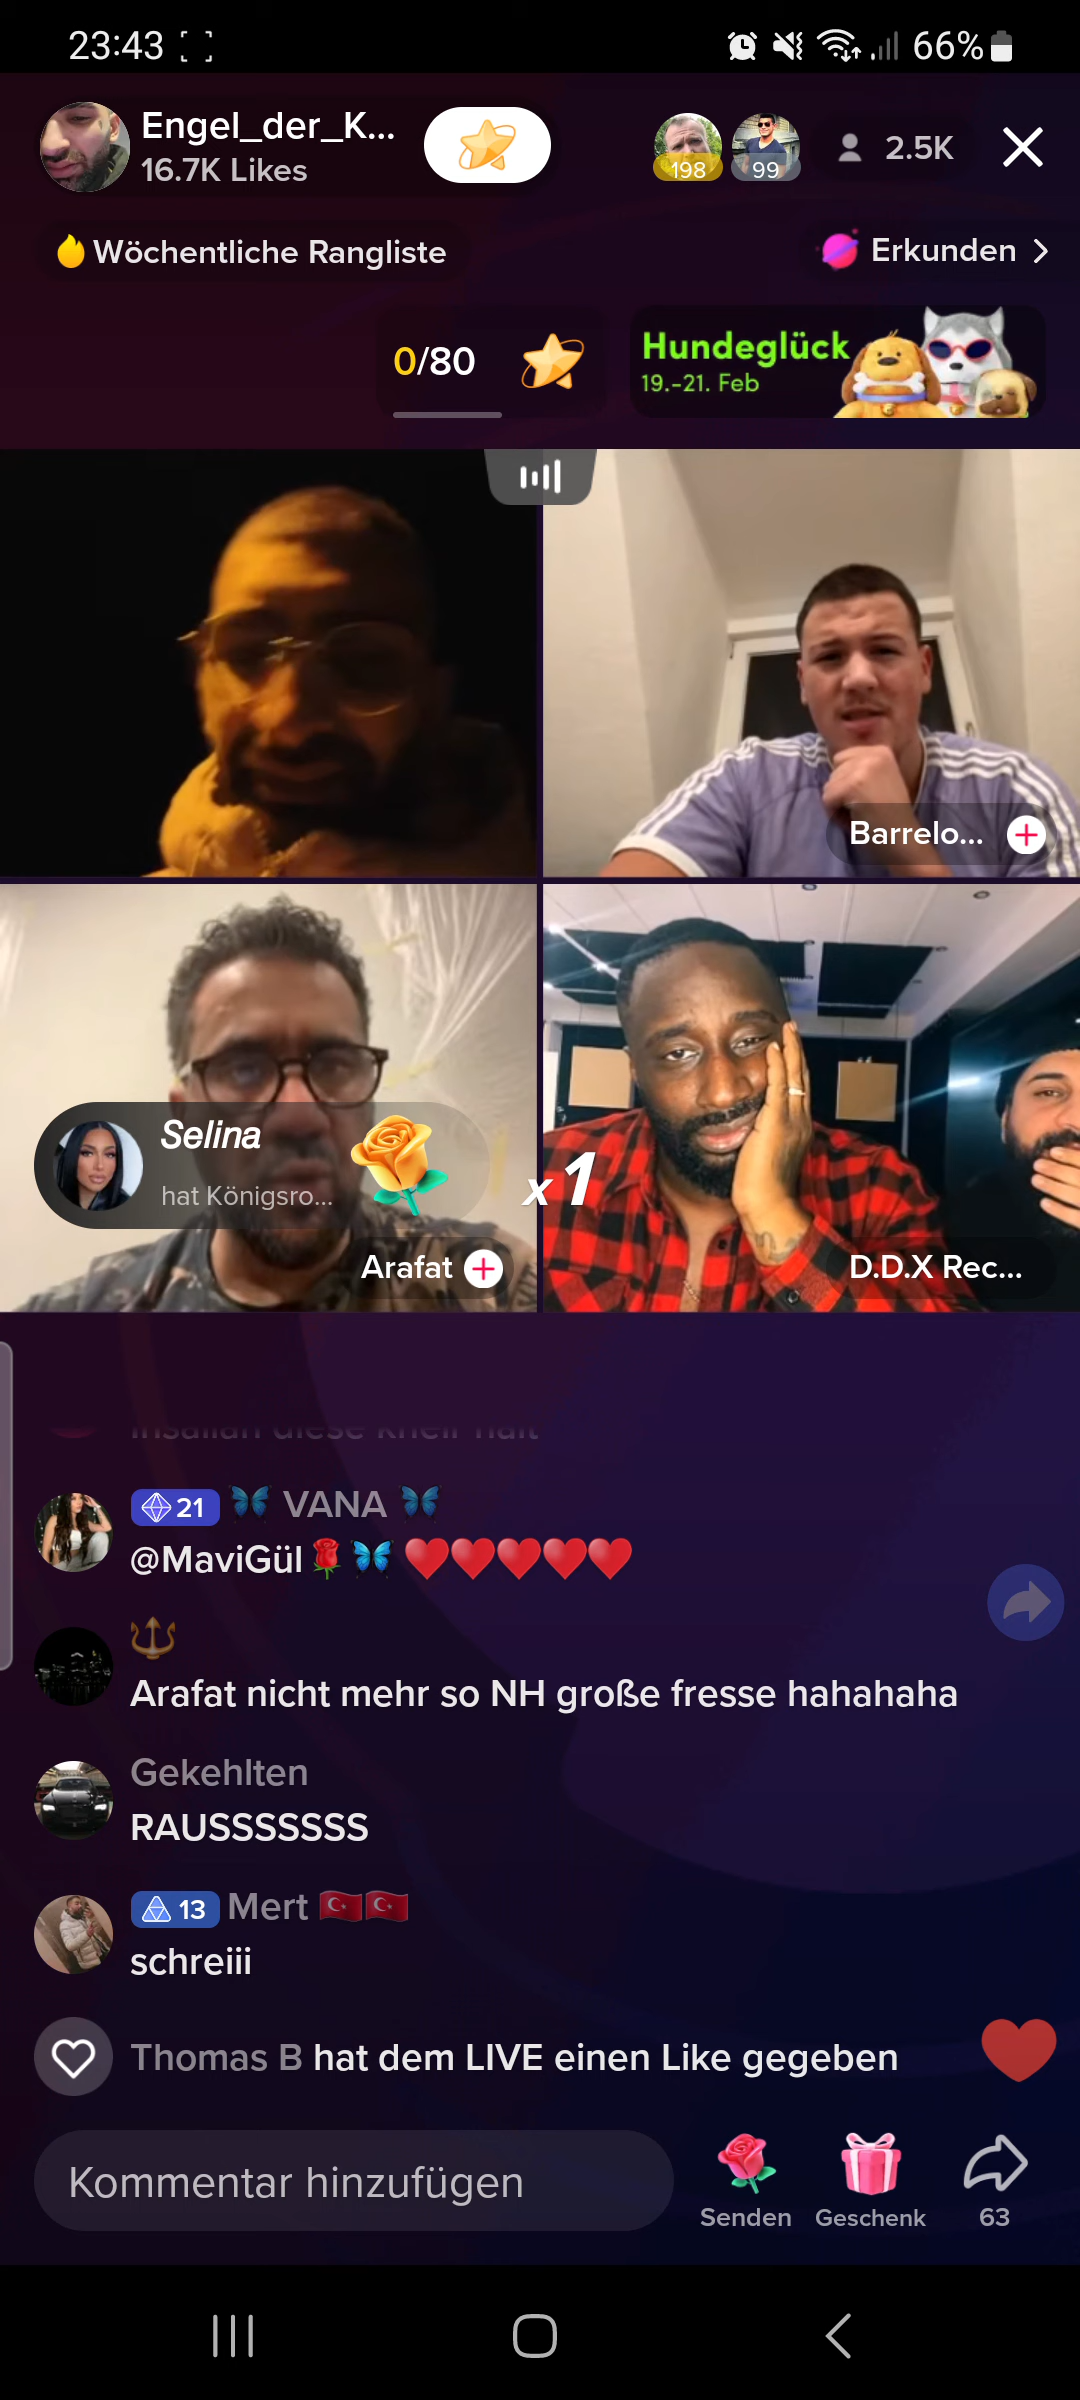 23:43
66%
Engel_der_K...
16.7K Likes
198
99
2.5K
Wöchentliche Rangliste
Erkunden
0/80
Hundeglück
19.-21. Feb
Barrelo...
Selina
hat Königsro...
x1
Arafat
D.D.X Rec...
21 VANA
@MaviGül
Arafat nicht mehr so NH große fresse hahahaha
Gekehlten
RAUSSSSSSS
13 Mert
schreiii
Thomas B hat dem LIVE einen Like gegeben
Kommentar hinzufügen
Senden
Geschenk
63